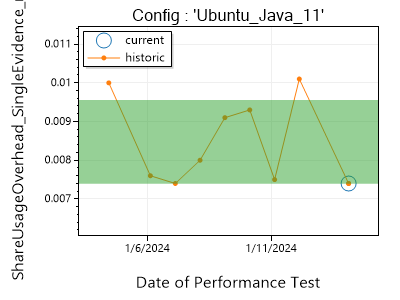 Config : 'Ubuntu_Java_11'
current
historic
0.011
0.01
0.009
0.008
0.007
ShareUsageOverhead_SingleEvidence_
1/6/2024
1/11/2024
Date of Performance Test